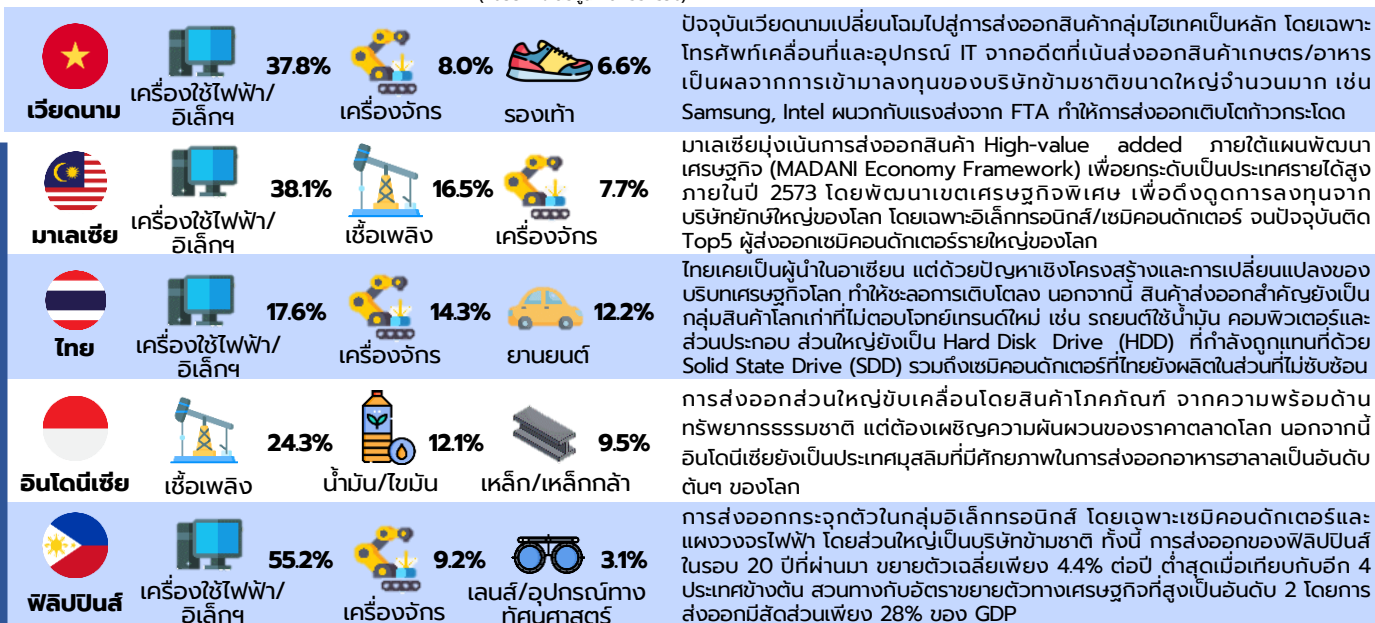 ปัจจุบันเวียดนามเปลี่ยนโฉมไปสู่การส่งออกสินค้ากลุ่มไฮเทคเป็นหลัก โดยเฉพาะ
โทรศัพท์เคลื่อนที่และอุปกรณ์ IT จากอดีตที่เน้นส่งออกสินค้าเกษตร/อาหาร
เป็นผลจากการเข้ามาลงทุนของบริษัทข้ามชาติขนาดใหญ่จำนวนมาก เช่น
Samsung, Intel ผนวกกับแรงส่งจาก FTA ทำให้การส่งออกเติบโตก้าวกระโดด
37.8%
8.0%
6.6%
เวียดนาม
เครื่องใช้ไฟฟ้า/
อิเล็กฯ
เครื่องจักร
รองเท้า
มาเลเซียมุ่งเน้นการส่งออกสินค้า High-value added ภายใต้แผนพัฒนา
เศรษฐกิจ (MADANI Economy Framework) เพื่อยกระดับเป็นประเทศรายได้สูง
ภายในปี 2573 โดยพัฒนาเขตเศรษฐกิจพิเศษ เพื่อดึงดูดการลงทุนจาก
บริษัทยักษ์ใหญ่ของโลก โดยเฉพาะอิเล็กทรอนิกส์/เซมิคอนดักเตอร์ จนปัจจุบันติด
Top5 ผู้ส่งออกเซมิคอนดักเตอร์รายใหญ่ของโลก
38.1%
16.5%
7.7%
มาเลเซีย
เครื่องใช้ไฟฟ้า/
อิเล็กฯ
เชื้อเพลิง
เครื่องจักร
ไทยเคยเป็นผู้นำในอาเซียน แต่ด้วยปัญหาเชิงโครงสร้างและการเปลี่ยนแปลงของ
บริบทเศรษฐกิจโลก ทำให้ชะลอการเติบโตลง นอกจากนี้ สินค้าส่งออกสำคัญยังเป็น
กลุ่มสินค้าโลกเก่าที่ไม่ตอบโจทย์เทรนด์ใหม่ เช่น รถยนต์ใช้น้ำมัน คอมพิวเตอร์และ
ส่วนประกอบ ส่วนใหญ่ยังเป็น Hard Disk Drive (HDD) ที่กำลังถูกแทนที่ด้วย
Solid State Drive (SDD) รวมถึงเซมิคอนดักเตอร์ที่ไทยยังผลิตในส่วนที่ไม่ซับซ้อน
17.6%
14.3%
12.2%
ไทย
เครื่องใช้ไฟฟ้า/
อิเล็กฯ
เครื่องจักร
ยานยนต์
การส่งออกส่วนใหญ่ขับเคลื่อนโดยสินค้าโภคภัณฑ์ จากความพร้อมด้าน
ทรัพยากรธรรมชาติ แต่ต้องเผชิญความผันผวนของราคาตลาดโลก นอกจากนี้
อินโดนีเซียยังเป็นประเทศมุสลิมที่มีศักยภาพในการส่งออกอาหารฮาลาลเป็นอันดับ
ต้นๆ ของโลก
24.3%
12.1%
9.5%
อินโดนีเซีย
เชื้อเพลิง
น้ำมัน/ไขมัน
เหล็ก/เหล็กกล้า
การส่งออกกระจุกตัวในกลุ่มอิเล็กทรอนิกส์ โดยเฉพาะเซมิคอนดักเตอร์และ
แผงวงจรไฟฟ้า โดยส่วนใหญ่เป็นบริษัทข้ามชาติ ทั้งนี้ การส่งออกของฟิลิปปินส์
ในรอบ 20 ปีที่ผ่านมา ขยายตัวเฉลี่ยเพียง 4.4% ต่อปี ต่ำสุดเมื่อเทียบกับอีก 4
ประเทศข้างต้น สวนทางกับอัตราขยายตัวทางเศรษฐกิจที่สูงเป็นอันดับ 2 โดยการ
ส่งออกมีสัดส่วนเพียง 28% ของ GDP
55.2%
9.2%
3.1%
ฟิลิปปินส์
เครื่องใช้ไฟฟ้า/
อิเล็กฯ
เครื่องจักร
เลนส์/อุปกรณ์ทาง
ทัศนศาสตร์